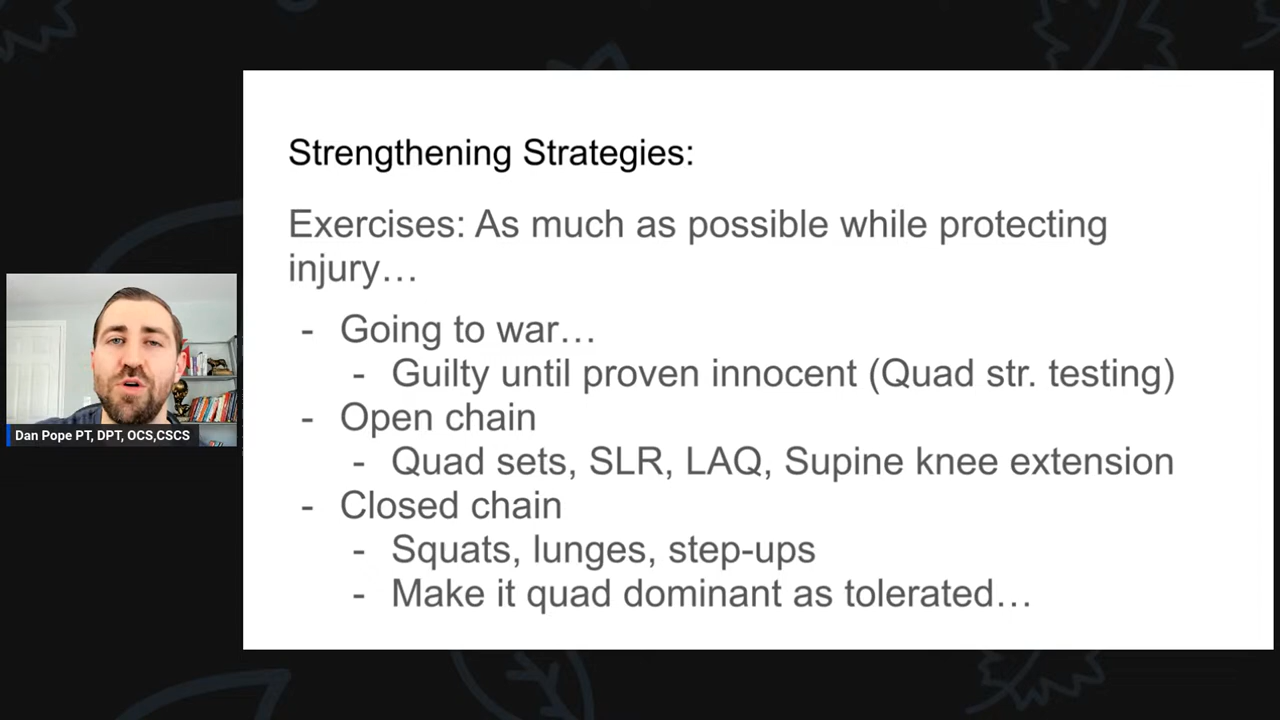 Strengthening Strategies:
Exercises: As much as possible while protecting
injury…
- Going to war…
- Guilty until proven innocent (Quad str. testing)
- Open chain
- Quad sets, SLR, LAQ, Supine knee extension
- Closed chain
- Squats, lunges, step-ups
- Make it quad dominant as tolerated…
Dan Pope PT, DPT, OCS,CSCS